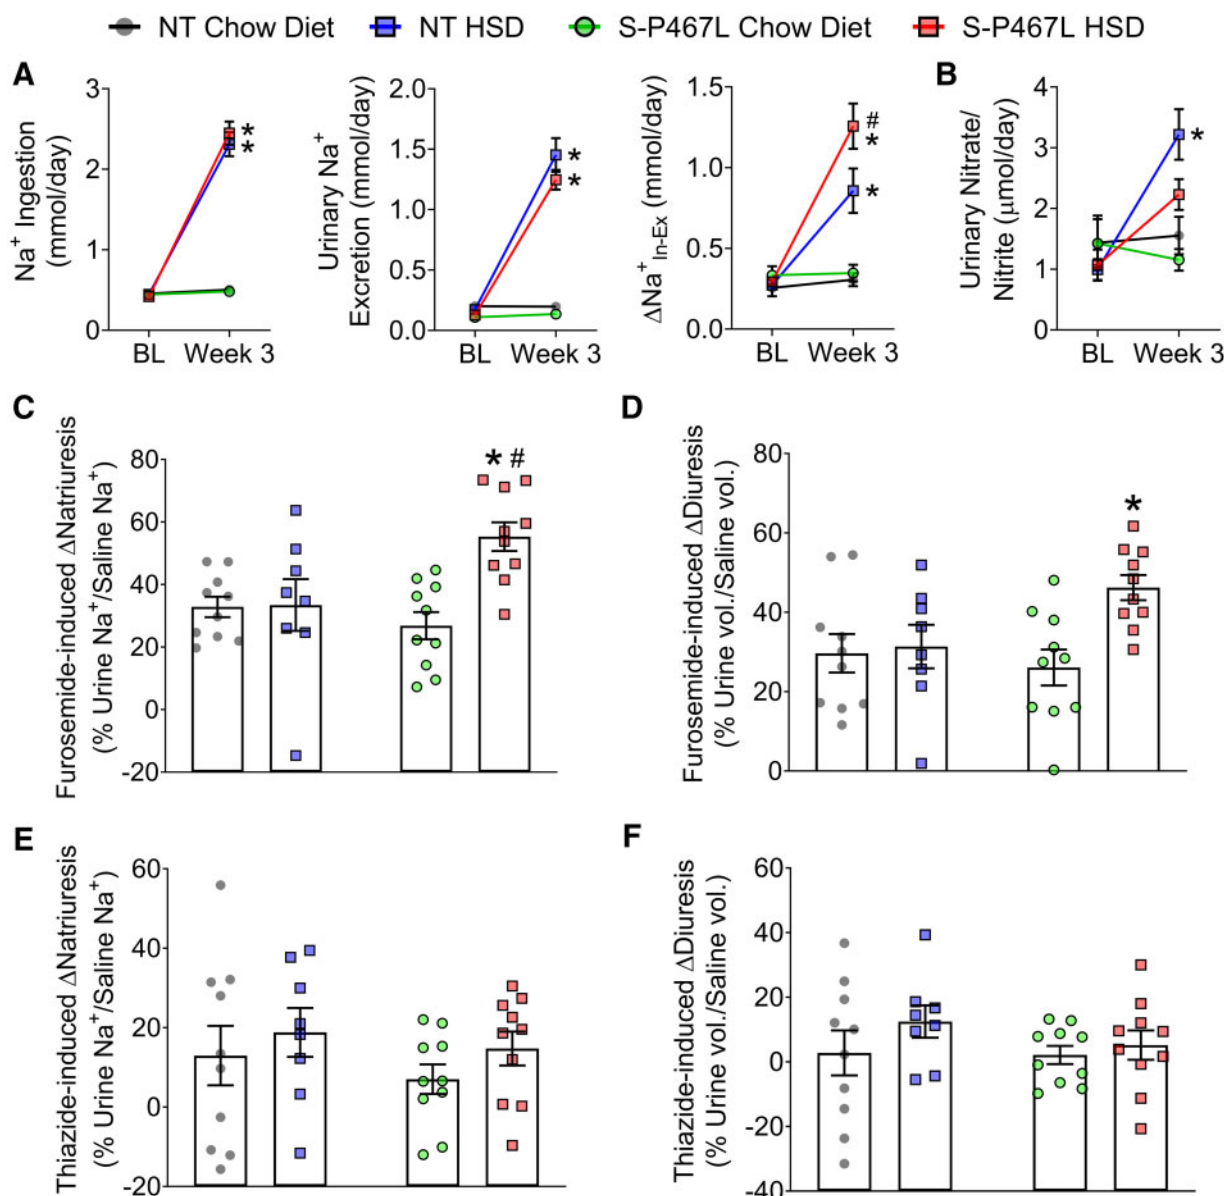 NT Chow Diet NT HSD S-P467L Chow Diet S-P467L HSD
A
Na+ Ingestion
(mmol/day)
3
2
1
0
BL Week 3
*
*
Urinary Na+
Excretion (mmol/day)
2.0
1.5
1.0
0.5
0.0
BL Week 3
*
*
ΔNa+ In-Ex (mmol/day)
1.5
1.0
0.5
0.0
BL Week 3
#
*
*
B
Urinary Nitrate/
Nitrite (μmol/day)
4
3
2
1
0
BL Week 3
*
C
Furosemide-induced ΔNatriuresis
(% Urine Na+/Saline Na+)
80
60
40
20
0
-20
* #
D
Furosemide-induced ΔDiuresis
(% Urine vol./Saline vol.)
80
60
40
20
0
*
E
Thiazide-induced ΔNatriuresis
(% Urine Na+/Saline Na+)
60
40
20
0
-20
F
Thiazide-induced ΔDiuresis
(% Urine vol./Saline vol.)
60
40
20
0
-20
-40